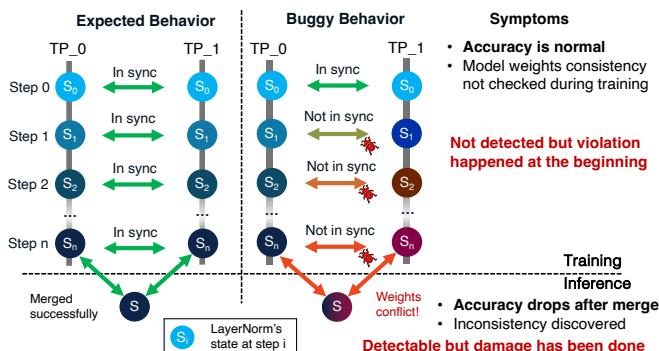 Expected Behavior
Buggy Behavior
Symptoms
TP_0
TP_1
TP_0
TP_1
Step 0
S0
In sync
S0
S0
In sync
S0
Step 1
S1
In sync
S1
S1
Not in sync
S1
Step 2
S2
In sync
S2
S2
Not in sync
S2
...
...
...
...
Step n
Sn
In sync
Sn
Sn
Not in sync
Sn
• Accuracy is normal
• Model weights consistency
not checked during training
Not detected but violation
happened at the beginning
Training
Inference
Merged
successfully
S
S
Weights
conflict!
• Accuracy drops after merge
• Inconsistency discovered
Detectable but damage has been done
Si
LayerNorm's
state at step i